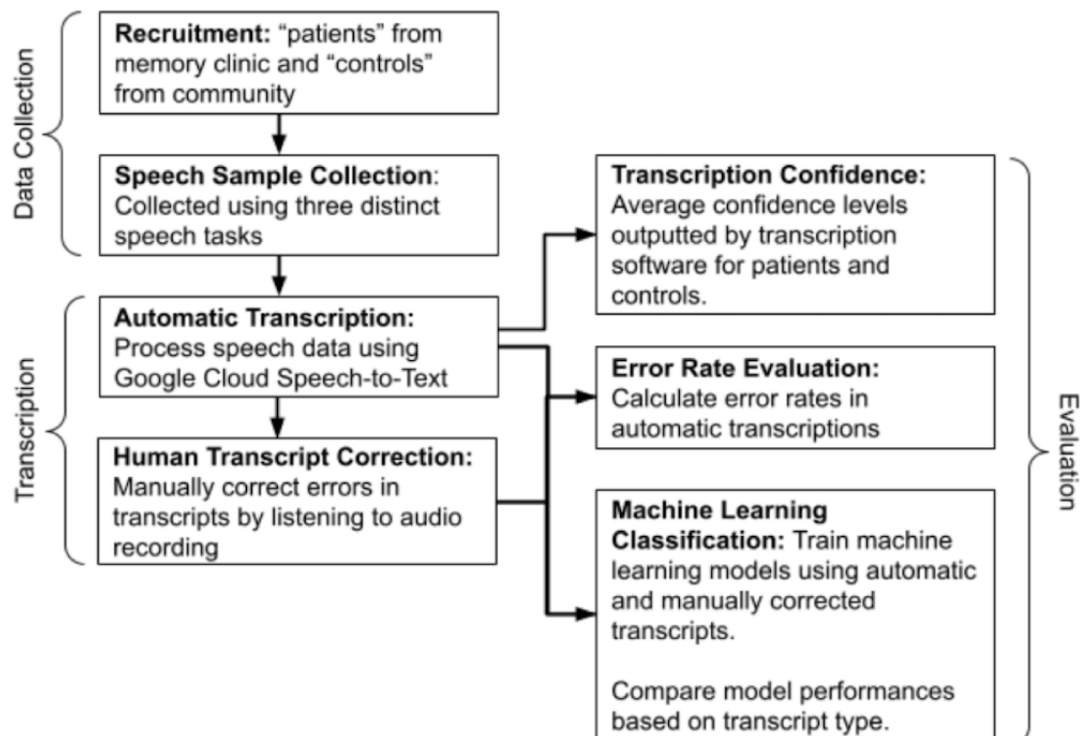 Data Collection
Recruitment: “patients” from
memory clinic and “controls”
from community
Speech Sample Collection:
Collected using three distinct
speech tasks
Transcription
Automatic Transcription:
Process speech data using
Google Cloud Speech-to-Text
Human Transcript Correction:
Manually correct errors in
transcripts by listening to audio
recording
Evaluation
Transcription Confidence:
Average confidence levels
outputted by transcription
software for patients and
controls.
Error Rate Evaluation:
Calculate error rates in
automatic transcriptions
Machine Learning
Classification: Train machine
learning models using automatic
and manually corrected
transcripts.
Compare model performances
based on transcript type.